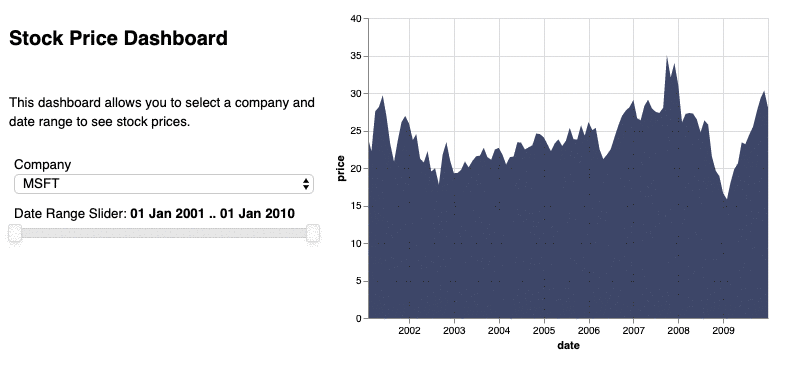 Stock Price Dashboard
This dashboard allows you to select a company and
date range to see stock prices.
Company
MSFT
Date Range Slider: 01 Jan 2001 .. 01 Jan 2010
40
35
30
25
20
15
10
5
0
price
2002 2003 2004 2005 2006 2007 2008 2009
date